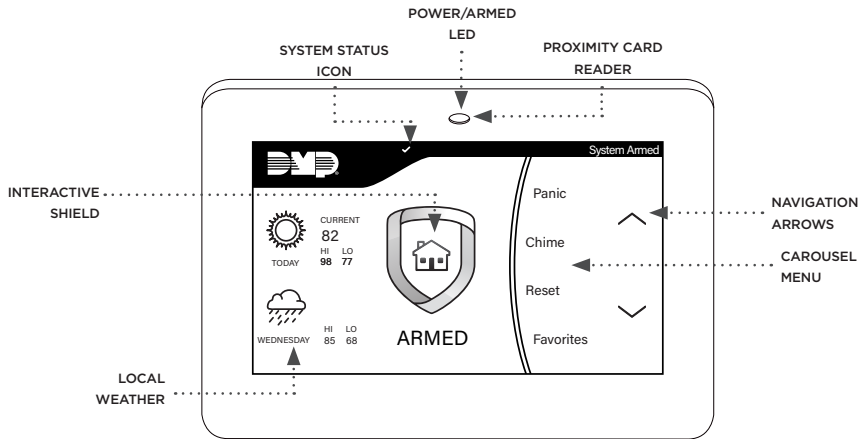 POWER/ARMED
LED
SYSTEM STATUS
ICON
PROXIMITY CARD
READER
DMP
System Armed
INTERACTIVE
SHIELD
Panic
NAVIGATION
ARROWS
CURRENT
82
HI LO
98 77
TODAY
Chime
CAROUSEL
MENU
Reset
HI LO
WEDNESDAY 85 68
ARMED
Favorites
LOCAL
WEATHER